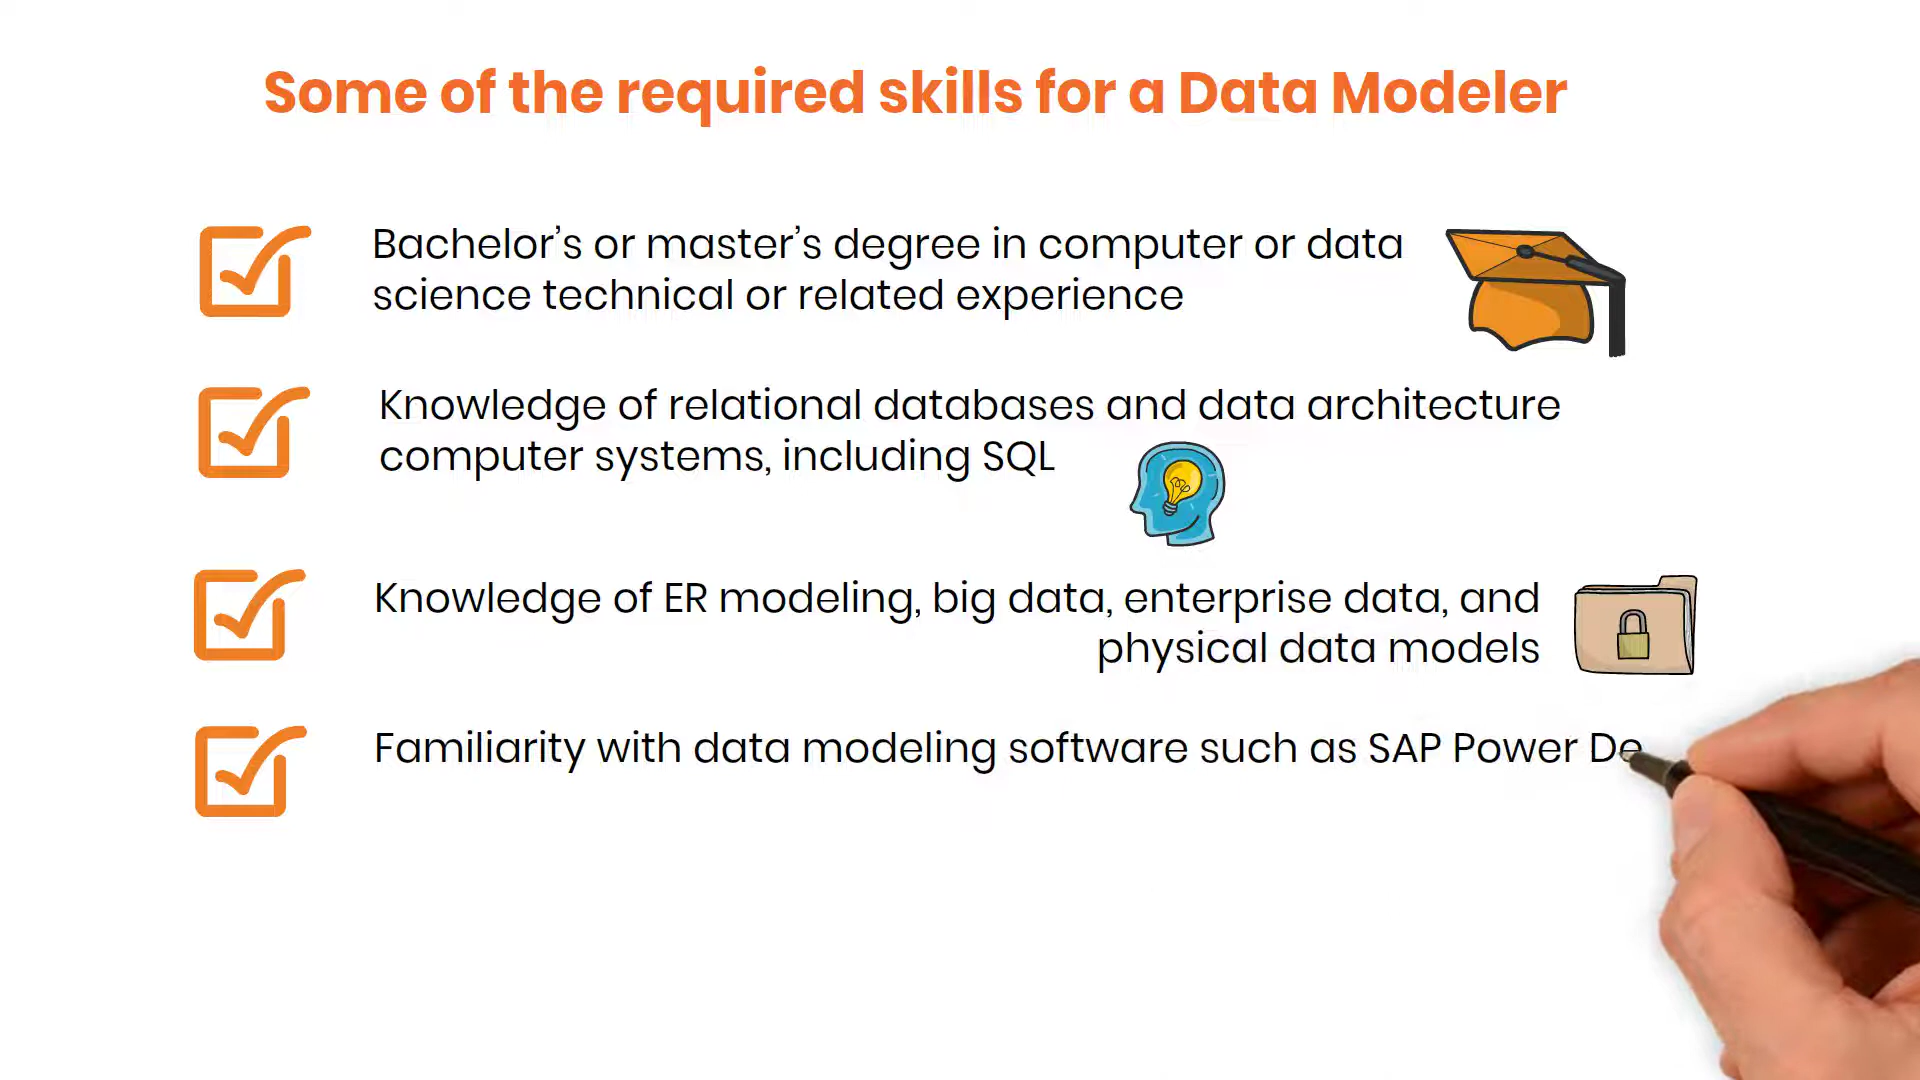 Some of the required skills for a Data Modeler
Bachelor’s or master’s degree in computer or data
science technical or related experience
Knowledge of relational databases and data architecture
computer systems, including SQL
Knowledge of ER modeling, big data, enterprise data, and
physical data models
Familiarity with data modeling software such as SAP Power De